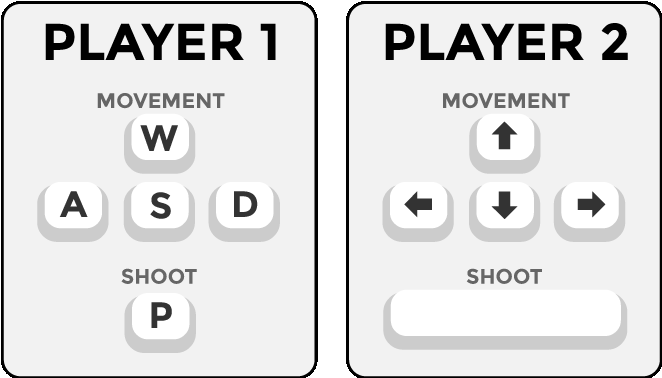 PLAYER 1
MOVEMENT
W
A S D
SHOOT
P
PLAYER 2
MOVEMENT
↑
← ↓ →
SHOOT